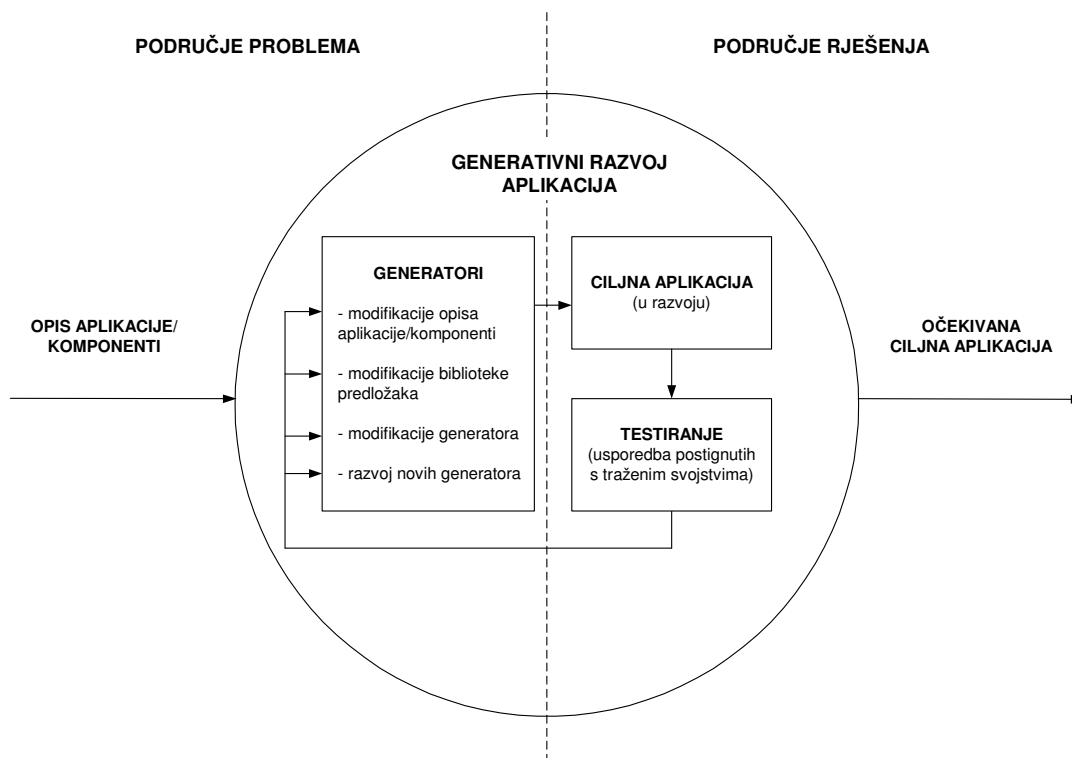 PODRUČJE PROBLEMA
PODRUČJE RJEŠENJA
GENERATIVNI RAZVOJ
APLIKACIJA
OPIS APLIKACIJE/
KOMPONENTI
GENERATORI
- modifikacije opisa
aplikacije/komponenti
- modifikacije biblioteke
predložaka
- modifikacije generatora
- razvoj novih generatora
CILJNA APLIKACIJA
(u razvoju)
TESTIRANJE
(usporedba postignutih
s traženim svojstvima)
OČEKIVANA
CILJNA APLIKACIJA